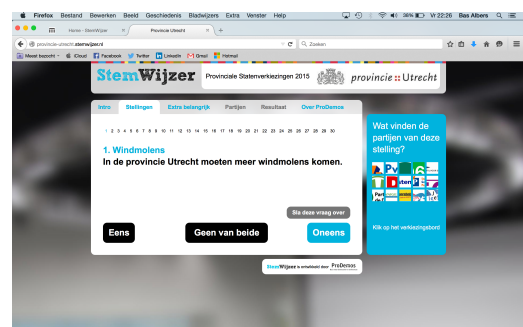 Firefox Bestand Bewerken Beeld Geschiedenis Bladwijzers Extra Venster Help 38% Vr 22:26 Bas Albers
Home - StemWijzer Provincie Utrecht
provincie-utrecht.stemwijzer.nl Zoeken
Meest bezocht iCloud Facebook Twitter LinkedIn Gmail Hotmail
StemWijzer Provinciale Statenverkiezingen 2015 provincie :: Utrecht
Intro Stellingen Extra belangrijk Partijen Resultaat Over ProDemos
1 2 3 4 5 6 7 8 9 10 11 12 13 14 15 16 17 18 19 20 21 22 23 24 25 26 27 28 29 30
1. Windmolens
In de provincie Utrecht moeten meer windmolens komen.
Sla deze vraag over
Eens Geen van beide Oneens
Wat vinden de
partijen van deze
stelling?
Klik op het verkiezingsbord
StemWijzer is ontwikkeld door ProDemos